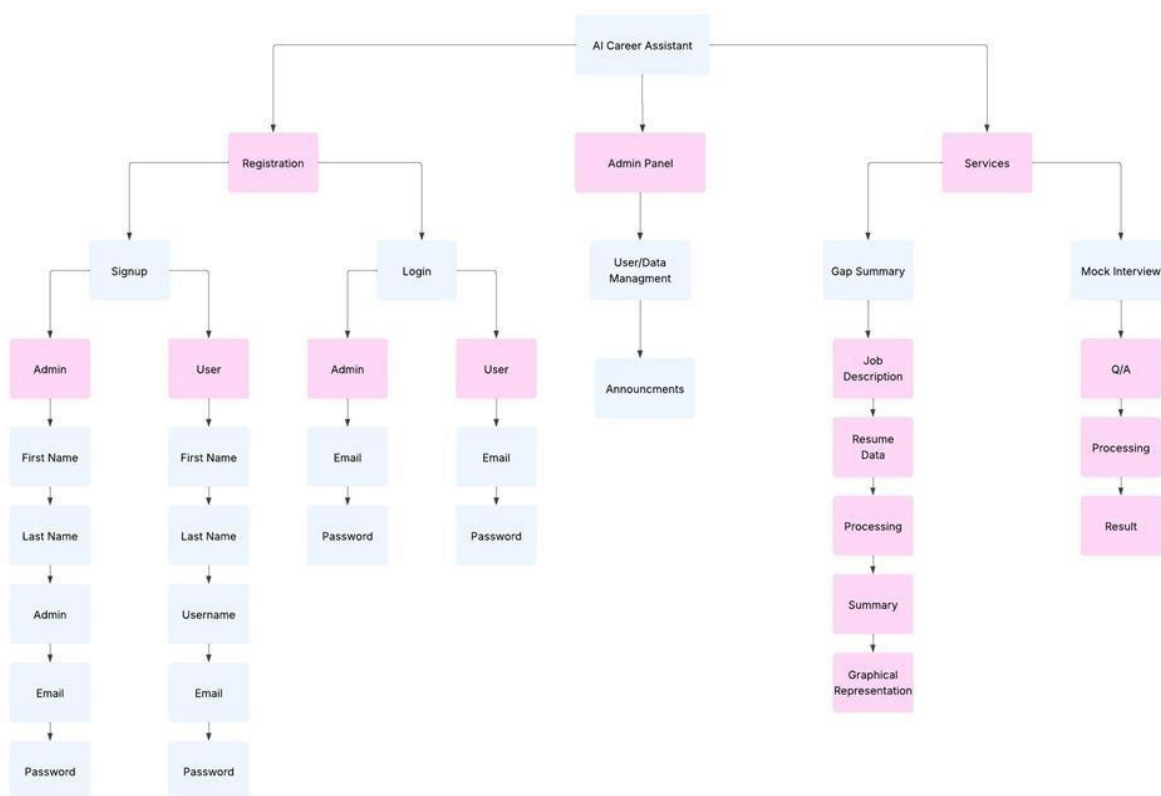 AI Career Assistant
Registration
Admin Panel
Services
Signup
Login
User/Data
Managment
Gap Summary
Mock Interview
Admin
User
Admin
User
Announcments
Job
Description
Q/A
First Name
First Name
Email
Email
Resume
Data
Processing
Last Name
Last Name
Password
Password
Processing
Result
Admin
Username
Summary
Email
Email
Graphical
Representation
Password
Password